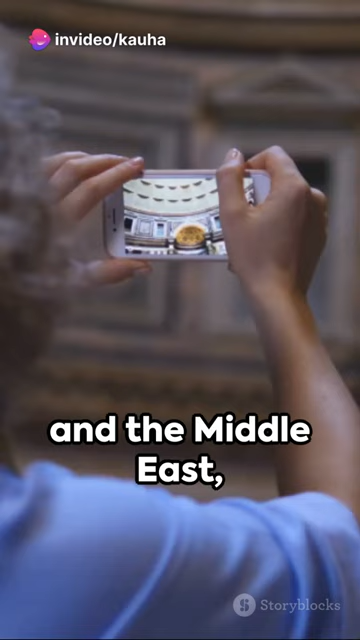 invideo/kauha
and the Middle
East,
Storyblocks